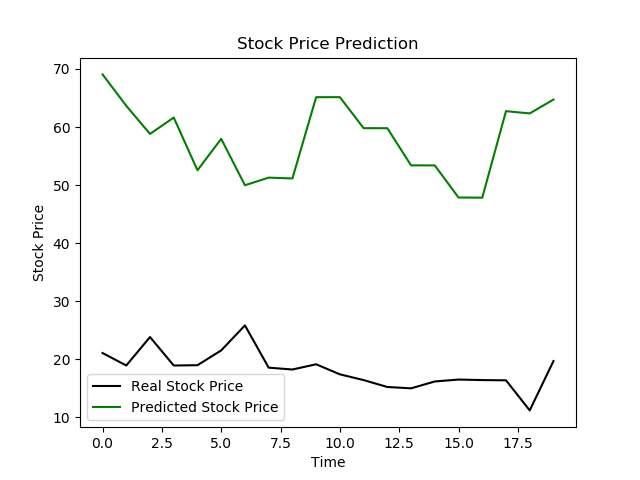 Stock Price Prediction
70
60
50
40
30
20
10
Stock Price
Real Stock Price
Predicted Stock Price
0.0 2.5 5.0 7.5 10.0 12.5 15.0 17.5
Time